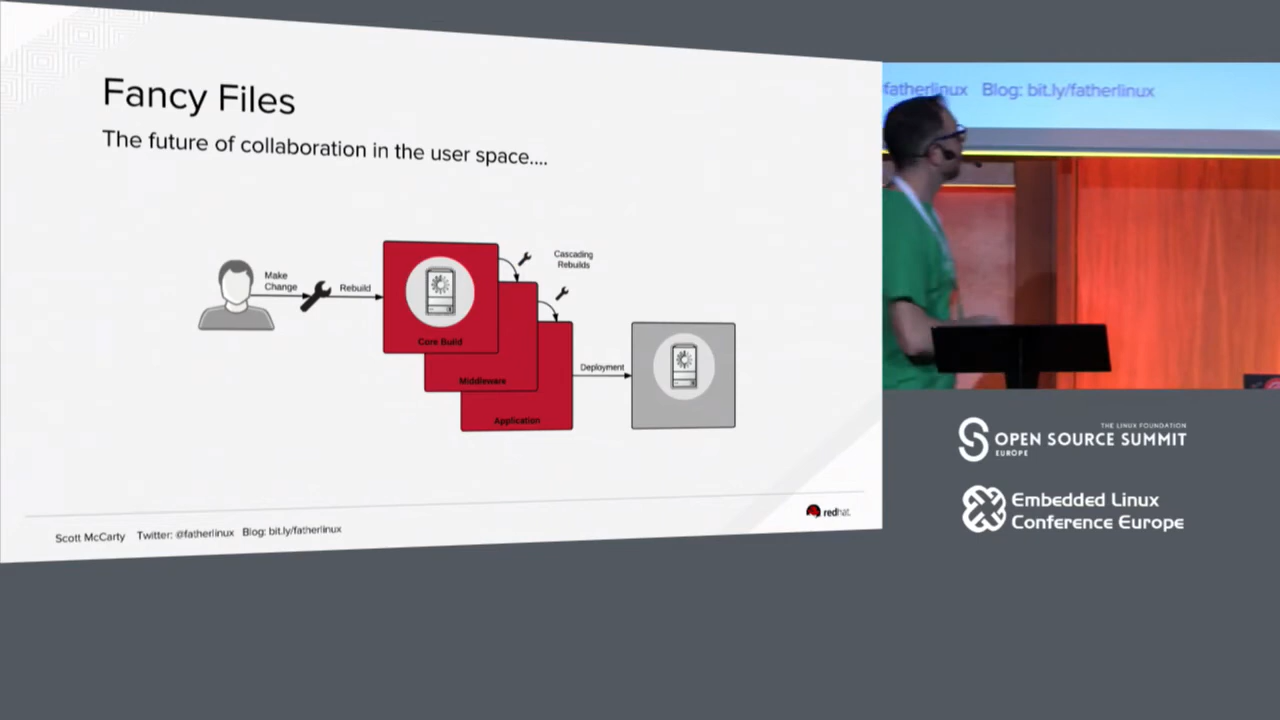 Fancy Files
The future of collaboration in the user space....
Make
Change
Rebuild
Cascading
Rebuilds
Core Build
Middleware
Application
Deployment
Scott McCarty Twitter: @fatherlinux Blog: bit.ly/fatherlinux
redhat.
fatherlinux Blog: bit.ly/fatherlinux
THE LINUX FOUNDATION
OPEN SOURCE SUMMIT
EUROPE
Embedded Linux
Conference Europe